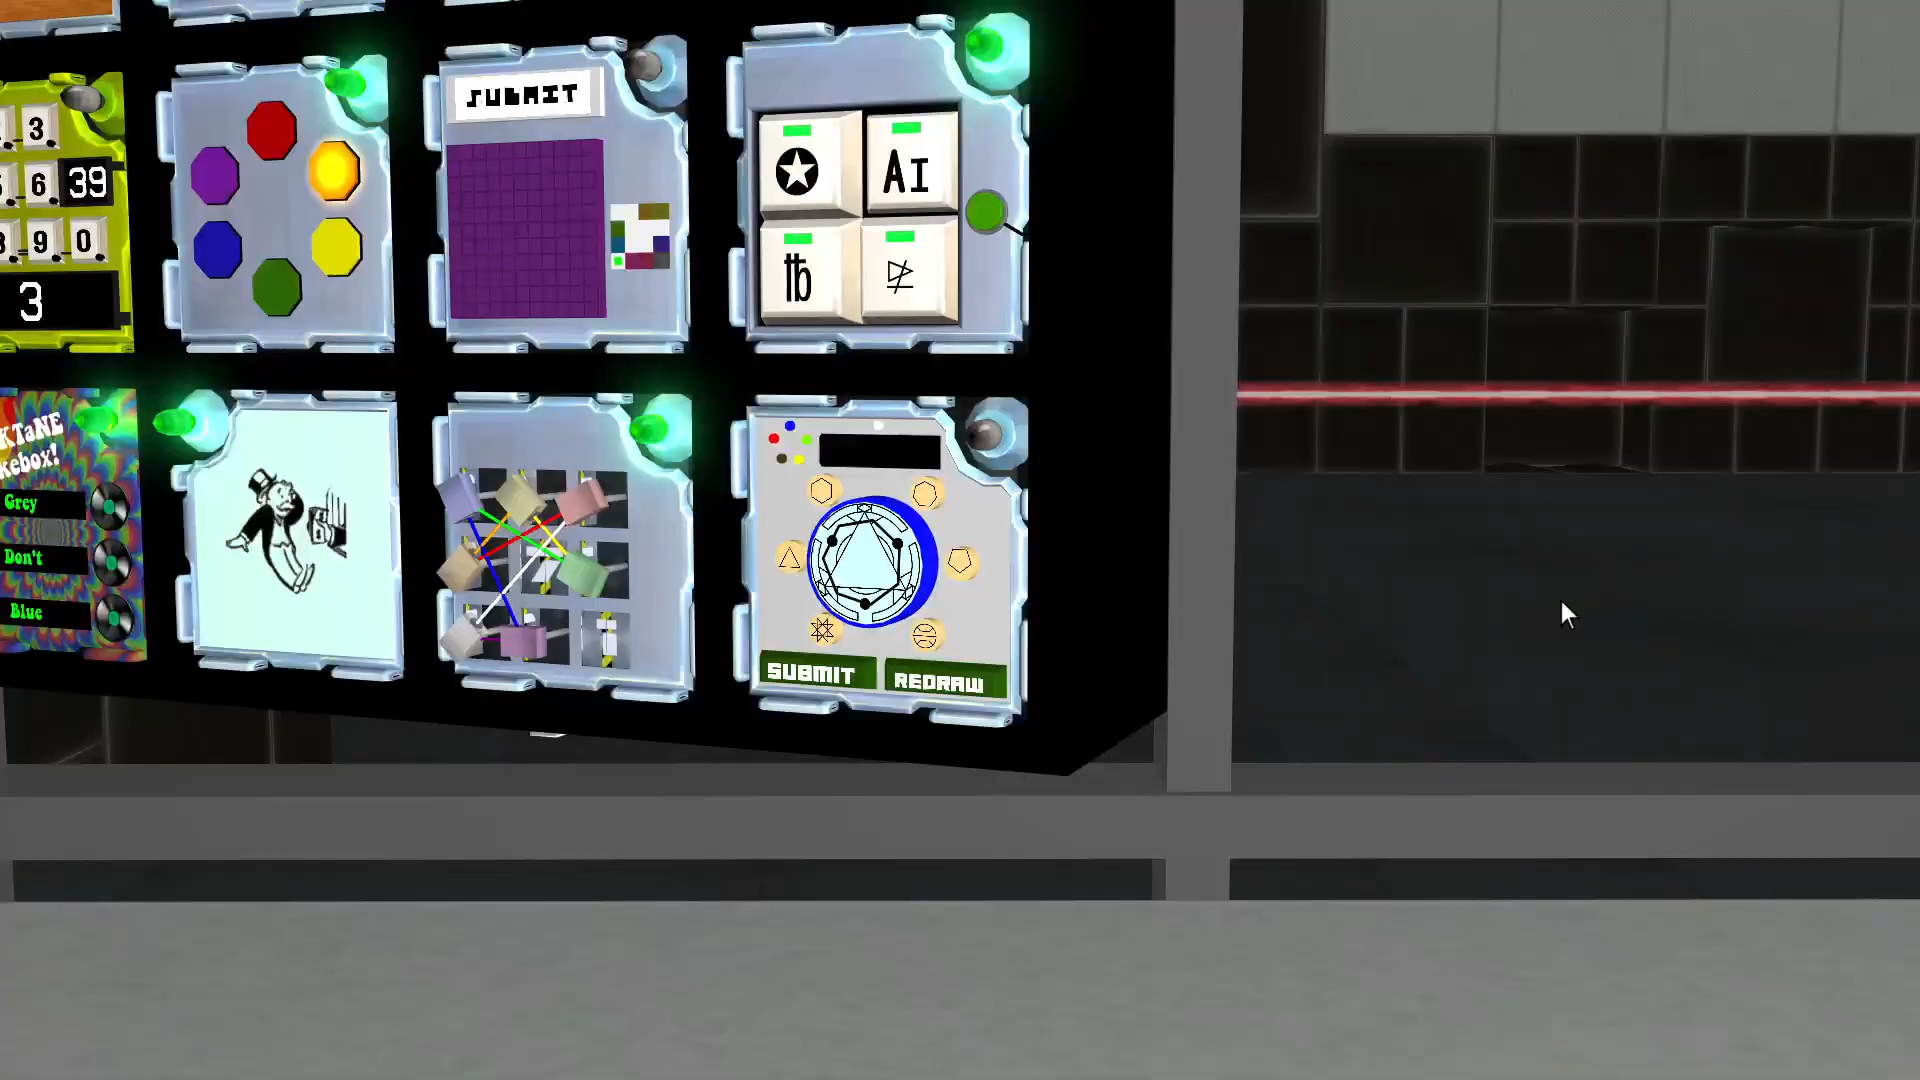 3
6 39
9 0
3
SUBMIT
AI
KTaNE
kebox!
Grey
Don't
Blue
SUBMIT
REDRAW